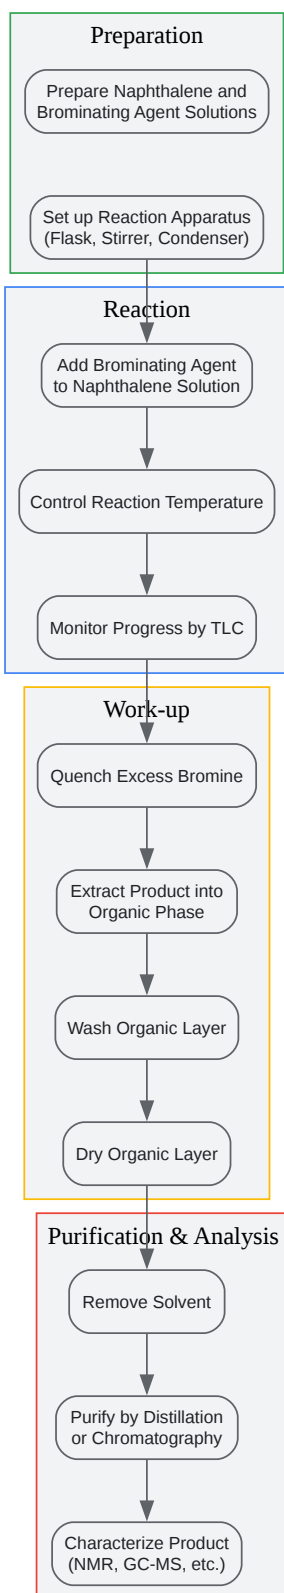 Preparation
Prepare Naphthalene and
Brominating Agent Solutions
Set up Reaction Apparatus
(Flask, Stirrer, Condenser)
Reaction
Add Brominating Agent
to Naphthalene Solution
Control Reaction Temperature
Monitor Progress by TLC
Work-up
Quench Excess Bromine
Extract Product into
Organic Phase
Wash Organic Layer
Dry Organic Layer
Purification & Analysis
Remove Solvent
Purify by Distillation
or Chromatography
Characterize Product
(NMR, GC-MS, etc.)